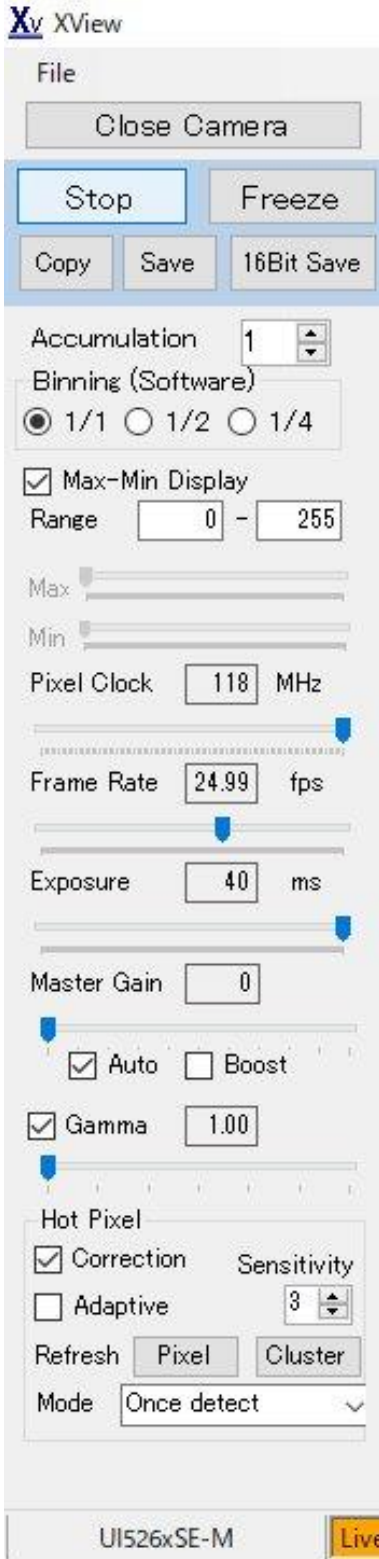 Xv XView
File
Close Camera
Stop Freeze
Copy Save 16Bit Save
Accumulation 1
Binning (Software)
1/1 1/2 1/4
Max-Min Display
Range 0 - 255
Max
Min
Pixel Clock 118 MHz
Frame Rate 24.99 fps
Exposure 40 ms
Master Gain 0
Auto Boost
Gamma 1.00
Hot Pixel
Correction Sensitivity
Adaptive 3
Refresh Pixel Cluster
Mode Once detect
UI526xSE-M Live